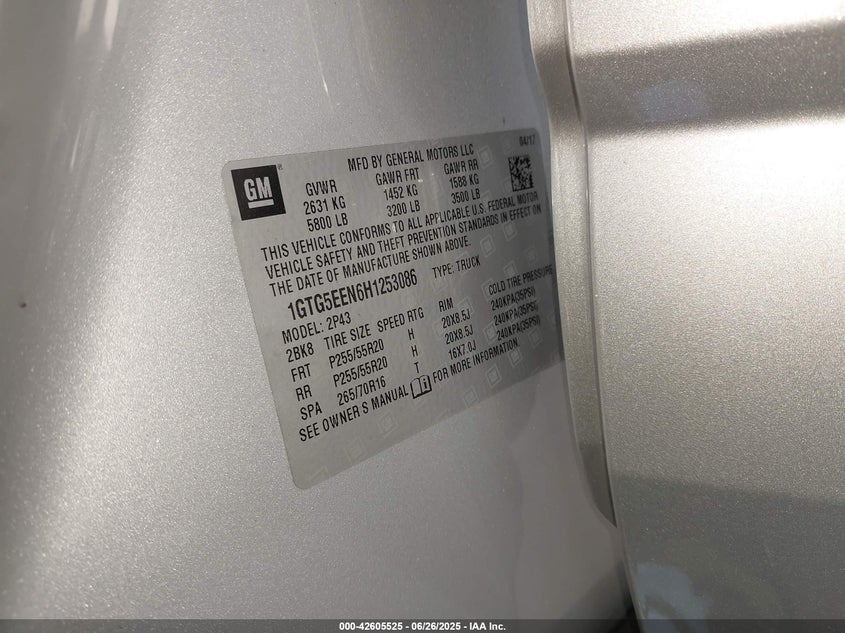 04/17
MFD BY GENERAL MOTORS LLC
GM®
GVWR GAWR FRT GAWR RR
2631 KG 1452 KG 1588 KG
5800 LB 3200 LB 3500 LB
THIS VEHICLE CONFORMS TO ALL APPLICABLE U.S. FEDERAL MOTOR
VEHICLE SAFETY AND THEFT PREVENTION STANDARDS IN EFFECT ON
THE DATE OF MANUFACTURE SHOWN ABOVE.
1GTG5EEN6H1253086 TYPE: TRUCK
MODEL: 2P43
2BK8 TIRE SIZE SPEED RTG RIM COLD TIRE PRESSURE
FRT P255/55R20 H 20X8.5J 240KPA(35PSI)
RR P255/55R20 H 20X8.5J 240KPA(35PSI)
SPA 265/70R16 T 16X7.0J 240KPA(35PSI)
SEE OWNER'S MANUAL FOR MORE INFORMATION.
000-42605525 - 06/26/2025 - IAA Inc.